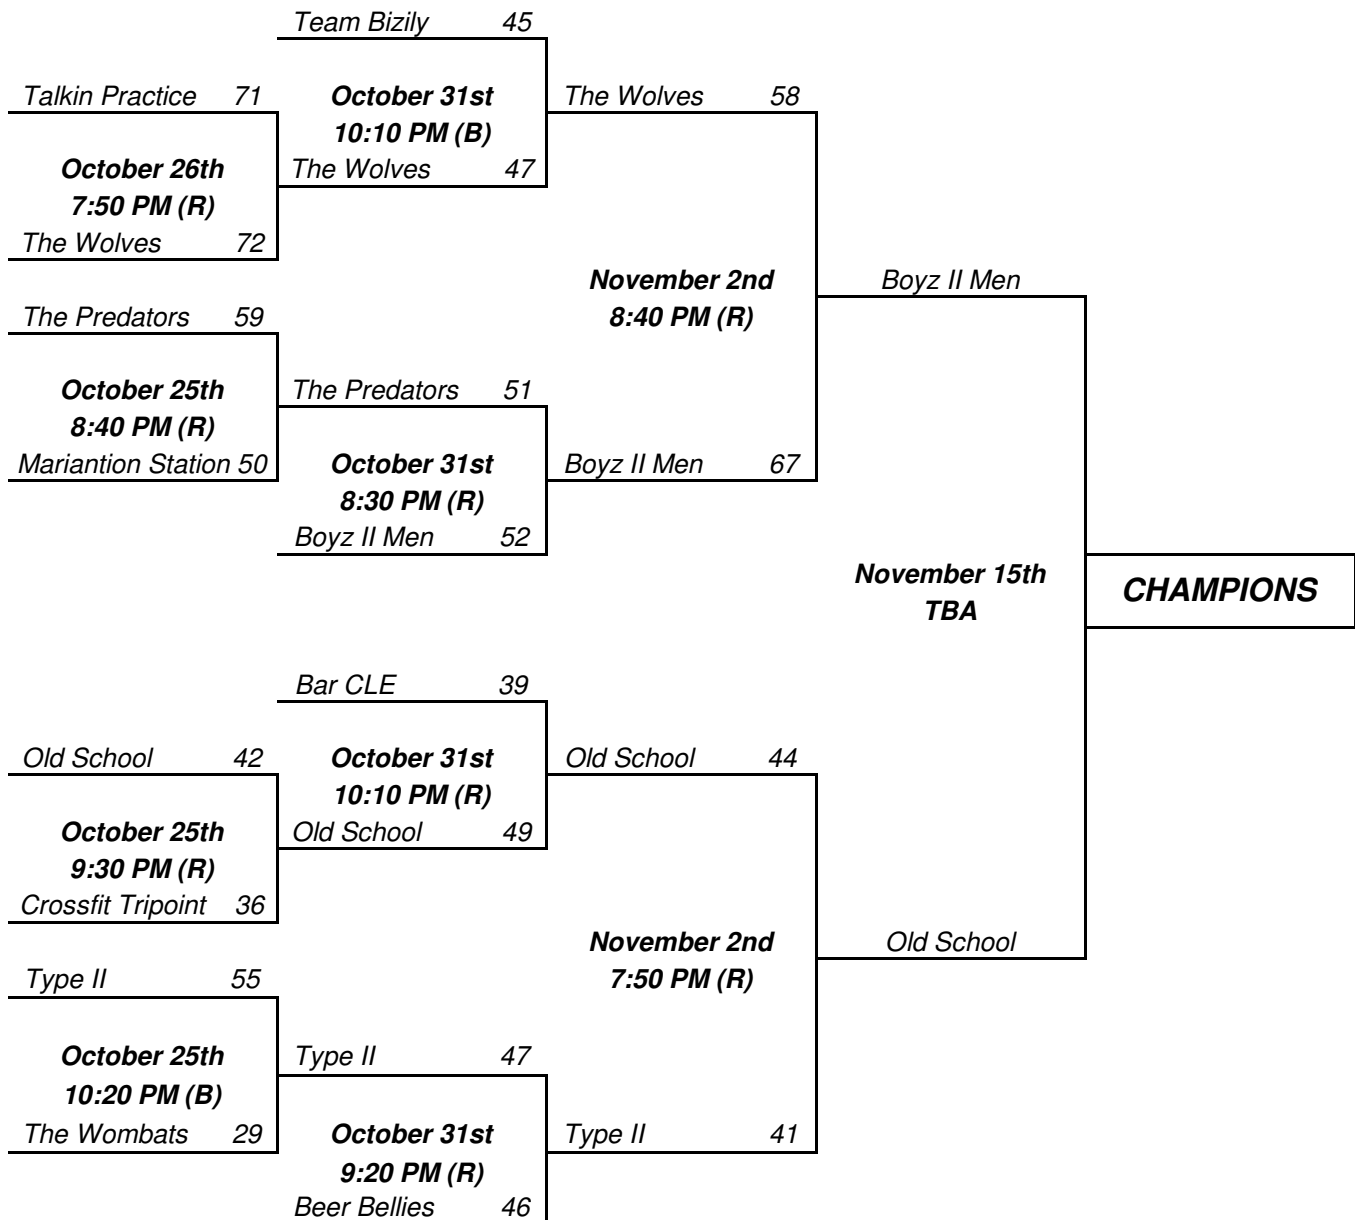 Team Bizily 45
Talkin Practice 71
October 31st
The Wolves 58
10:10 PM (B)
October 26th
The Wolves 47
7:50 PM (R)
The Wolves 72
November 2nd
Boyz II Men
The Predators 59
8:40 PM (R)
October 25th
The Predators 51
8:40 PM (R)
Mariantion Station 50
October 31st
Boyz II Men 67
8:30 PM (R)
Boyz II Men 52
November 15th
CHAMPIONS
TBA
Bar CLE 39
Old School 42
October 31st
Old School 44
10:10 PM (R)
October 25th
Old School 49
9:30 PM (R)
Crossfit Tripoint 36
November 2nd
Old School
Type II 55
7:50 PM (R)
October 25th
Type II 47
10:20 PM (B)
The Wombats 29
October 31st
Type II 41
9:20 PM (R)
Beer Bellies 46